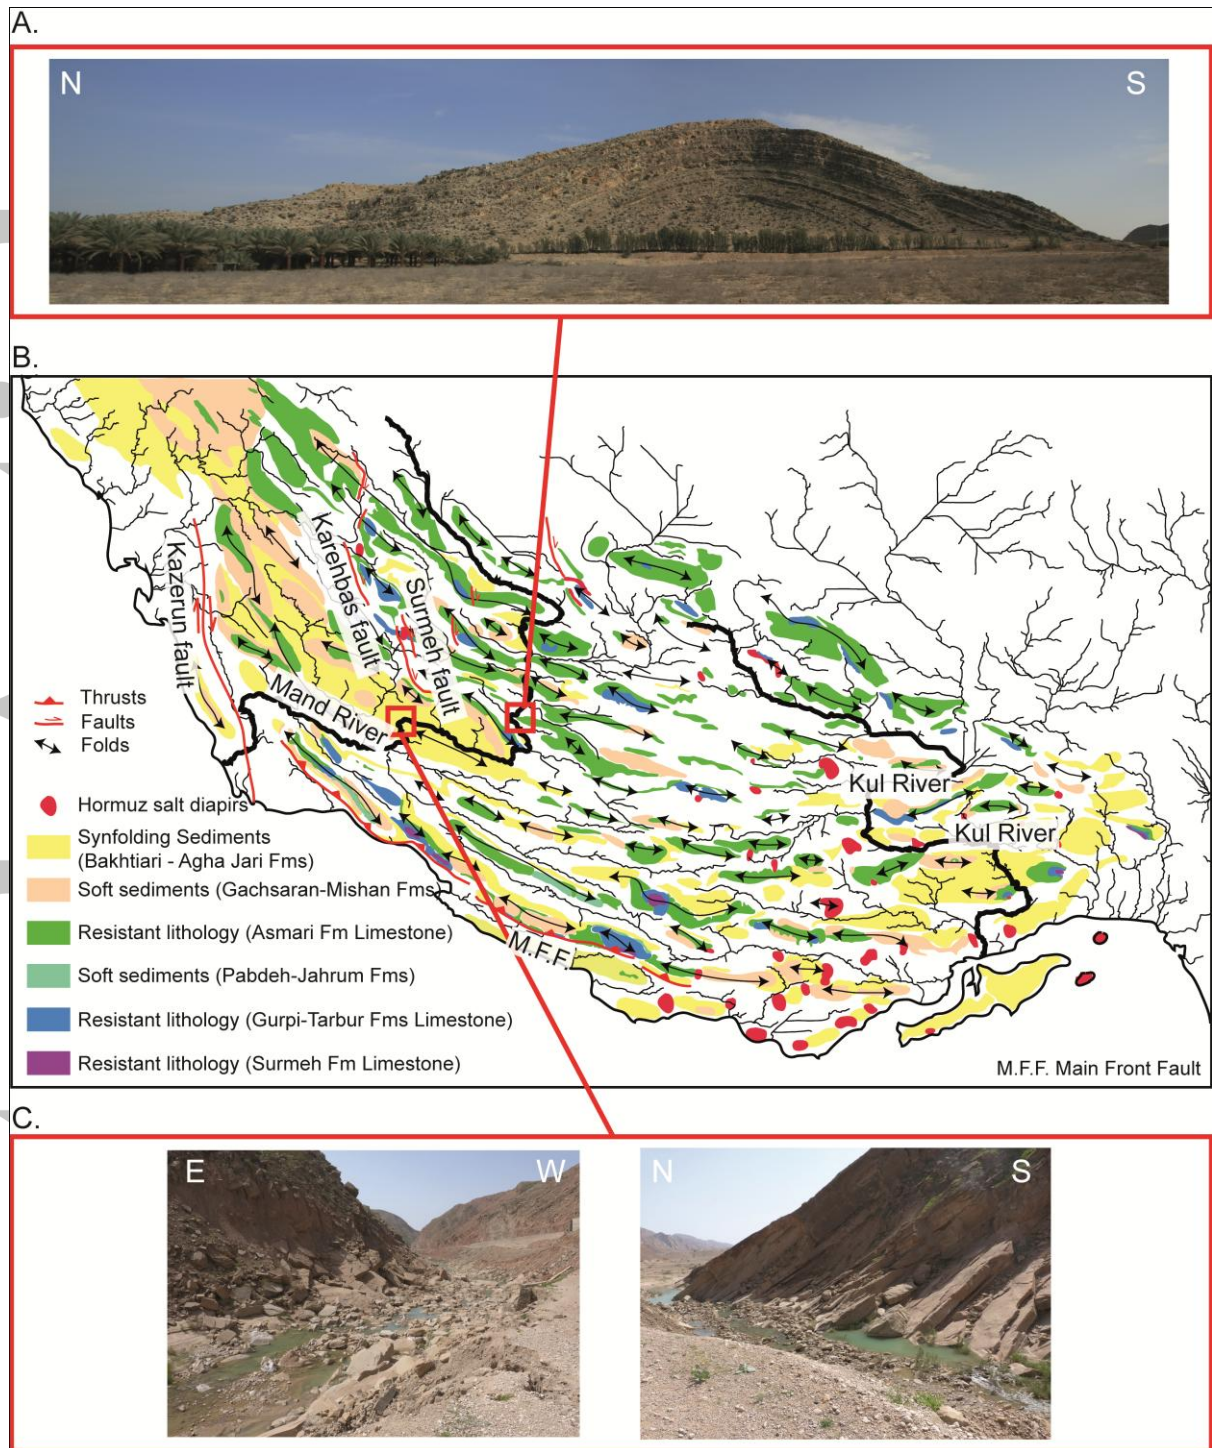 A.
N
S
B.
Kazerun fault
Karehbas fault
Surmeh fault
Mand River
Kul River
Kul River
M.F.F.
Thrusts
Faults
Folds
Hormuz salt diapirs
Synfolding Sediments
(Bakhtiari - Agha Jari Fms)
Soft sediments (Gachsaran-Mishan Fms
Resistant lithology (Asmari Fm Limestone)
Soft sediments (Pabdeh-Jahrum Fms)
Resistant lithology (Gurpi-Tarbur Fms Limestone)
Resistant lithology (Surmeh Fm Limestone)
M.F.F. Main Front Fault
C.
E
W
N
S